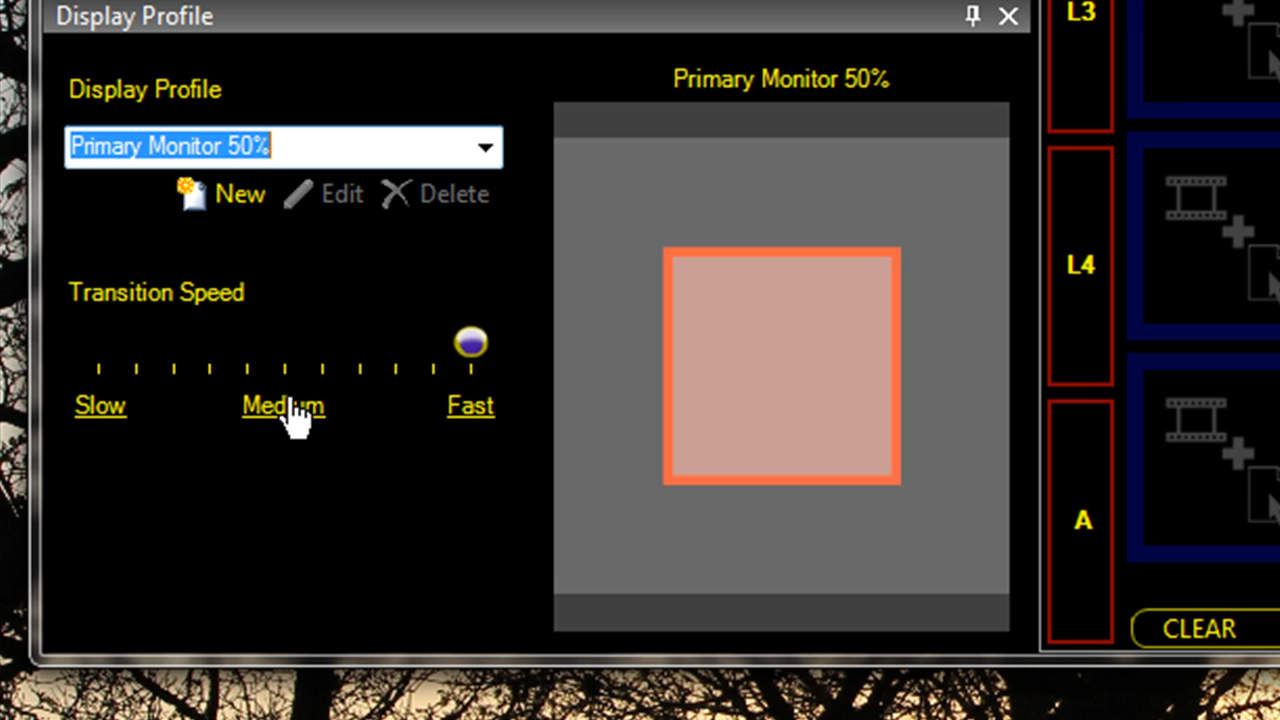 Display Profile
Display Profile
Primary Monitor 50%
New Edit Delete
Transition Speed
Slow Medium Fast
Primary Monitor 50%
L3
L4
A
CLEAR